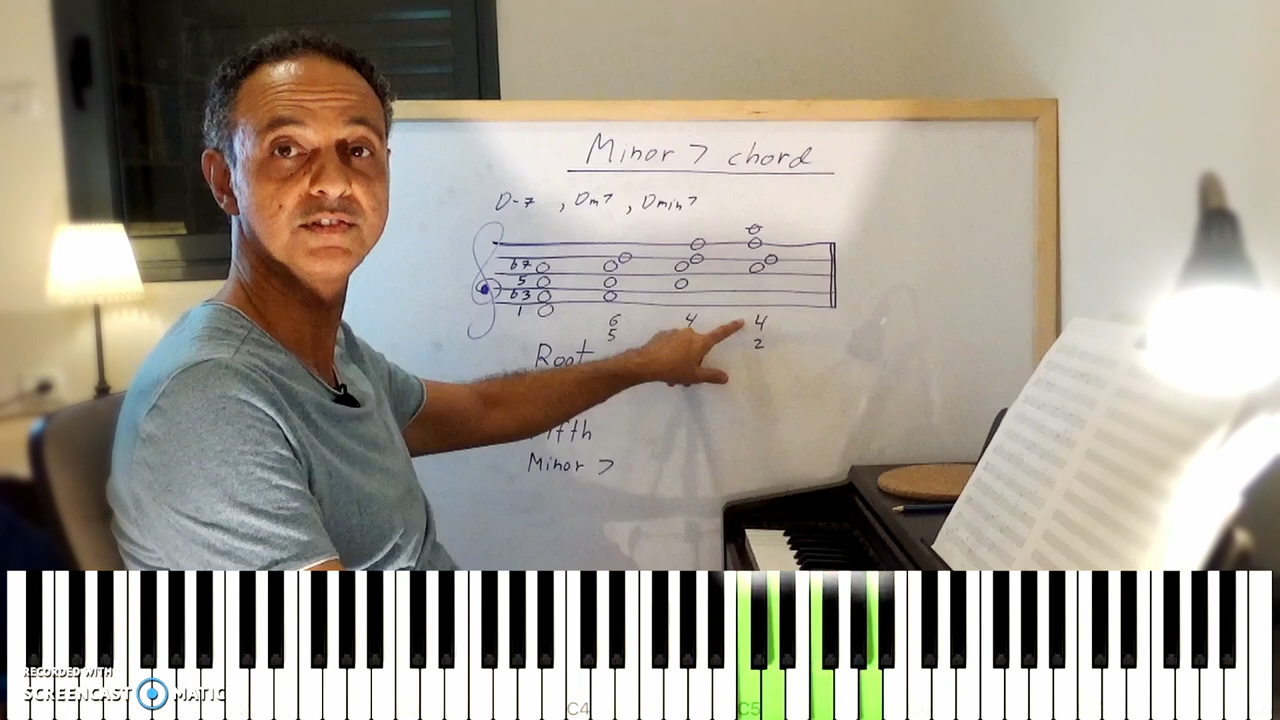 Minor 7 chord
D-7 , Dm7 , Dmin7
b7
5
b3
1
6 4 4
5 2
Root
Minor 7
C4 C5
RECORDED WITH
SCREENCAST MATIC